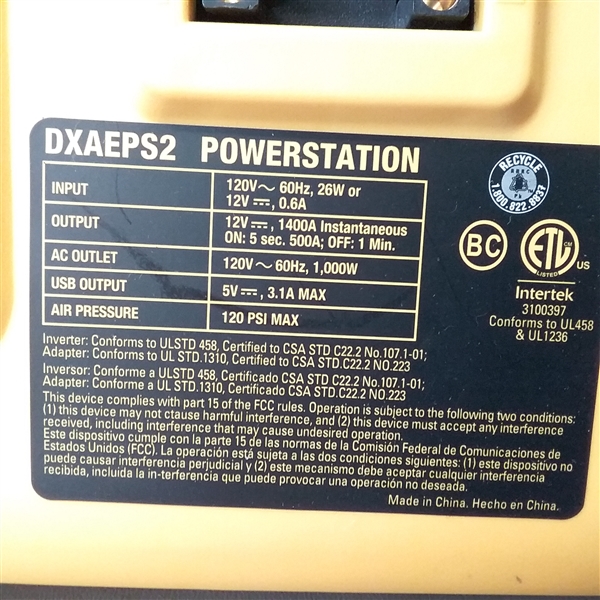 DXAEPS2 POWERSTATION
INPUT 120V~ 60Hz, 26W or
12V⎓, 0.6A
OUTPUT 12V⎓, 1400A Instantaneous
ON: 5 sec. 500A; OFF: 1 Min.
AC OUTLET 120V~60Hz, 1,000W
USB OUTPUT 5V⎓, 3.1A MAX
AIR PRESSURE 120 PSI MAX
RECYCLE
RBRC
1.800.822.8837
BC
ETL
CM
LISTED
US
Intertek
3100397
Conforms to UL458
& UL1236
Inverter: Conforms to ULSTD 458, Certified to CSA STD C22.2 No.107.1-01;
Adapter: Conforms to UL STD.1310, Certified to CSA STD.C22.2 NO.223
Inversor: Conforme a ULSTD 458, Certificado CSA STD C22.2 No.107.1-01;
Adapter: Conforme a UL STD.1310, Certificado CSA STD.C22.2 NO.223
This device complies with part 15 of the FCC rules. Operation is subject to the following two conditions:
(1) this device may not ctause harmful interference, and (2) this device must accept any interference
received, including interference that may cause undesired operation.
Este dispositivo cumple con la parte 15 de las normas de la Comisión Federal de Comunicaciones de
Estados Unidos (FCC). La operación está sujeta a las dos condiciones siguientes: (1) este dispositivo no
puede causar interferencia perjudicial y (2) este mecanismo debe aceptar cualquier interferencia
recibida, incluida la in-terferencia que puede provocar una operación no deseada.
Made in China. Hecho en China.